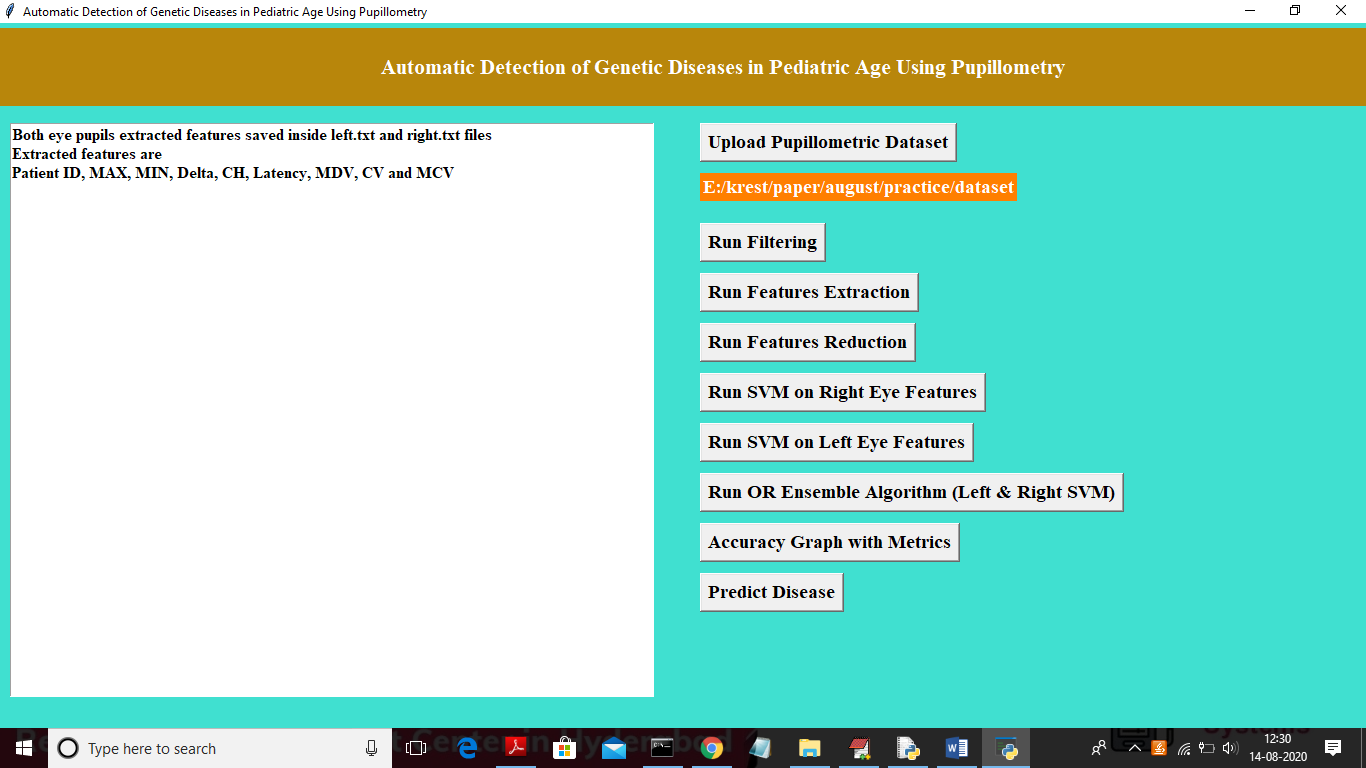 Automatic Detection of Genetic Diseases in Pediatric Age Using Pupillometry
Automatic Detection of Genetic Diseases in Pediatric Age Using Pupillometry
Both eye pupils extracted features saved inside left.txt and right.txt files
Extracted features are
Patient ID, MAX, MIN, Delta, CH, Latency, MDV, CV and MCV
Upload Pupillometric Dataset
E:/krest/paper/august/practice/dataset
Run Filtering
Run Features Extraction
Run Features Reduction
Run SVM on Right Eye Features
Run SVM on Left Eye Features
Run OR Ensemble Algorithm (Left & Right SVM)
Accuracy Graph with Metrics
Predict Disease
Type here to search
Center in
Systems
12:30
14-08-2020